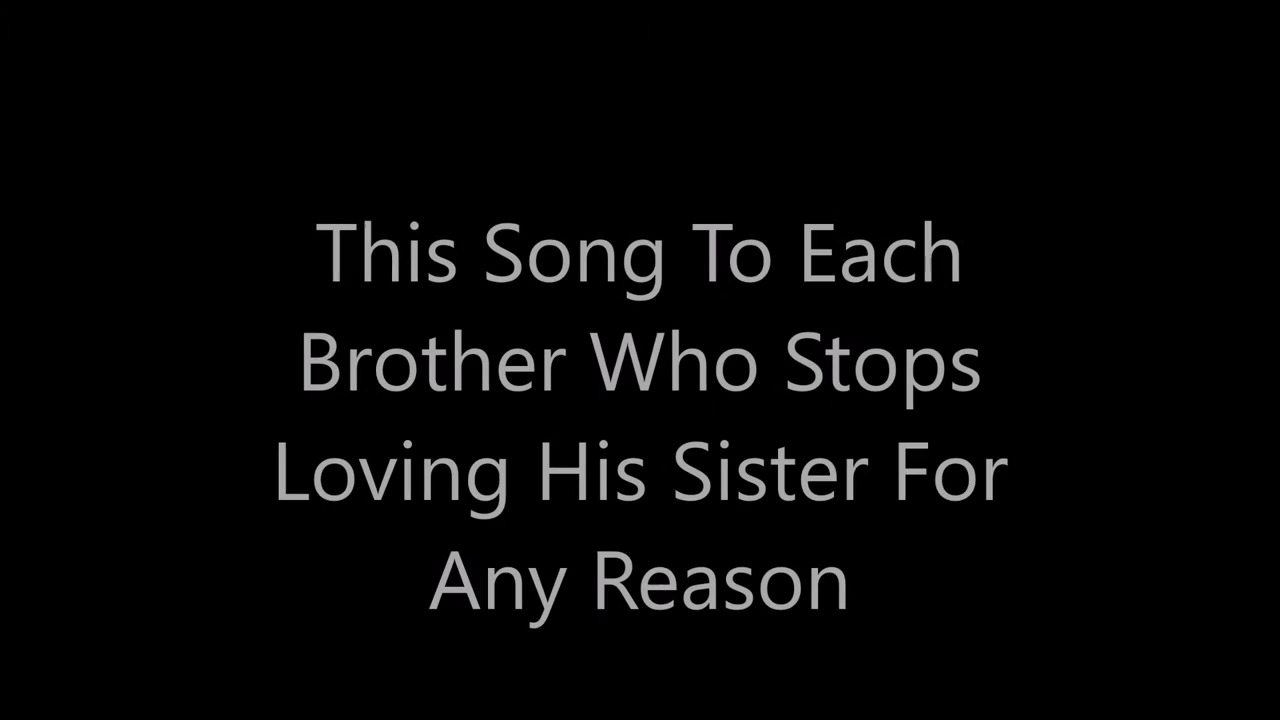 This Song To Each
Brother Who Stops
Loving His Sister For
Any Reason